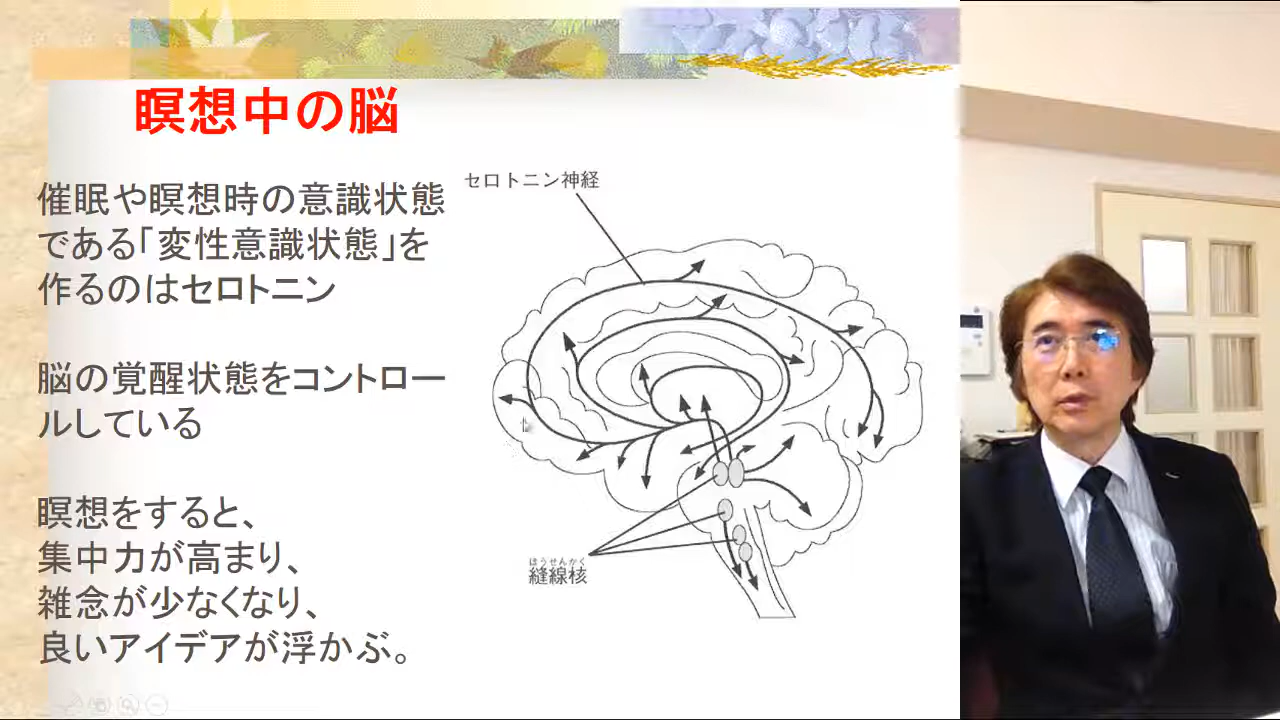 瞑想中の脳
催眠や瞑想時の意識状態
である「変性意識状態」を
作るのはセロトニン
脳の覚醒状態をコントロー
ルしている
瞑想をすると、
集中力が高まり、
雑念が少なくなり、
良いアイデアが浮かぶ。
セロトニン神経
ほうせんかく
縫線核